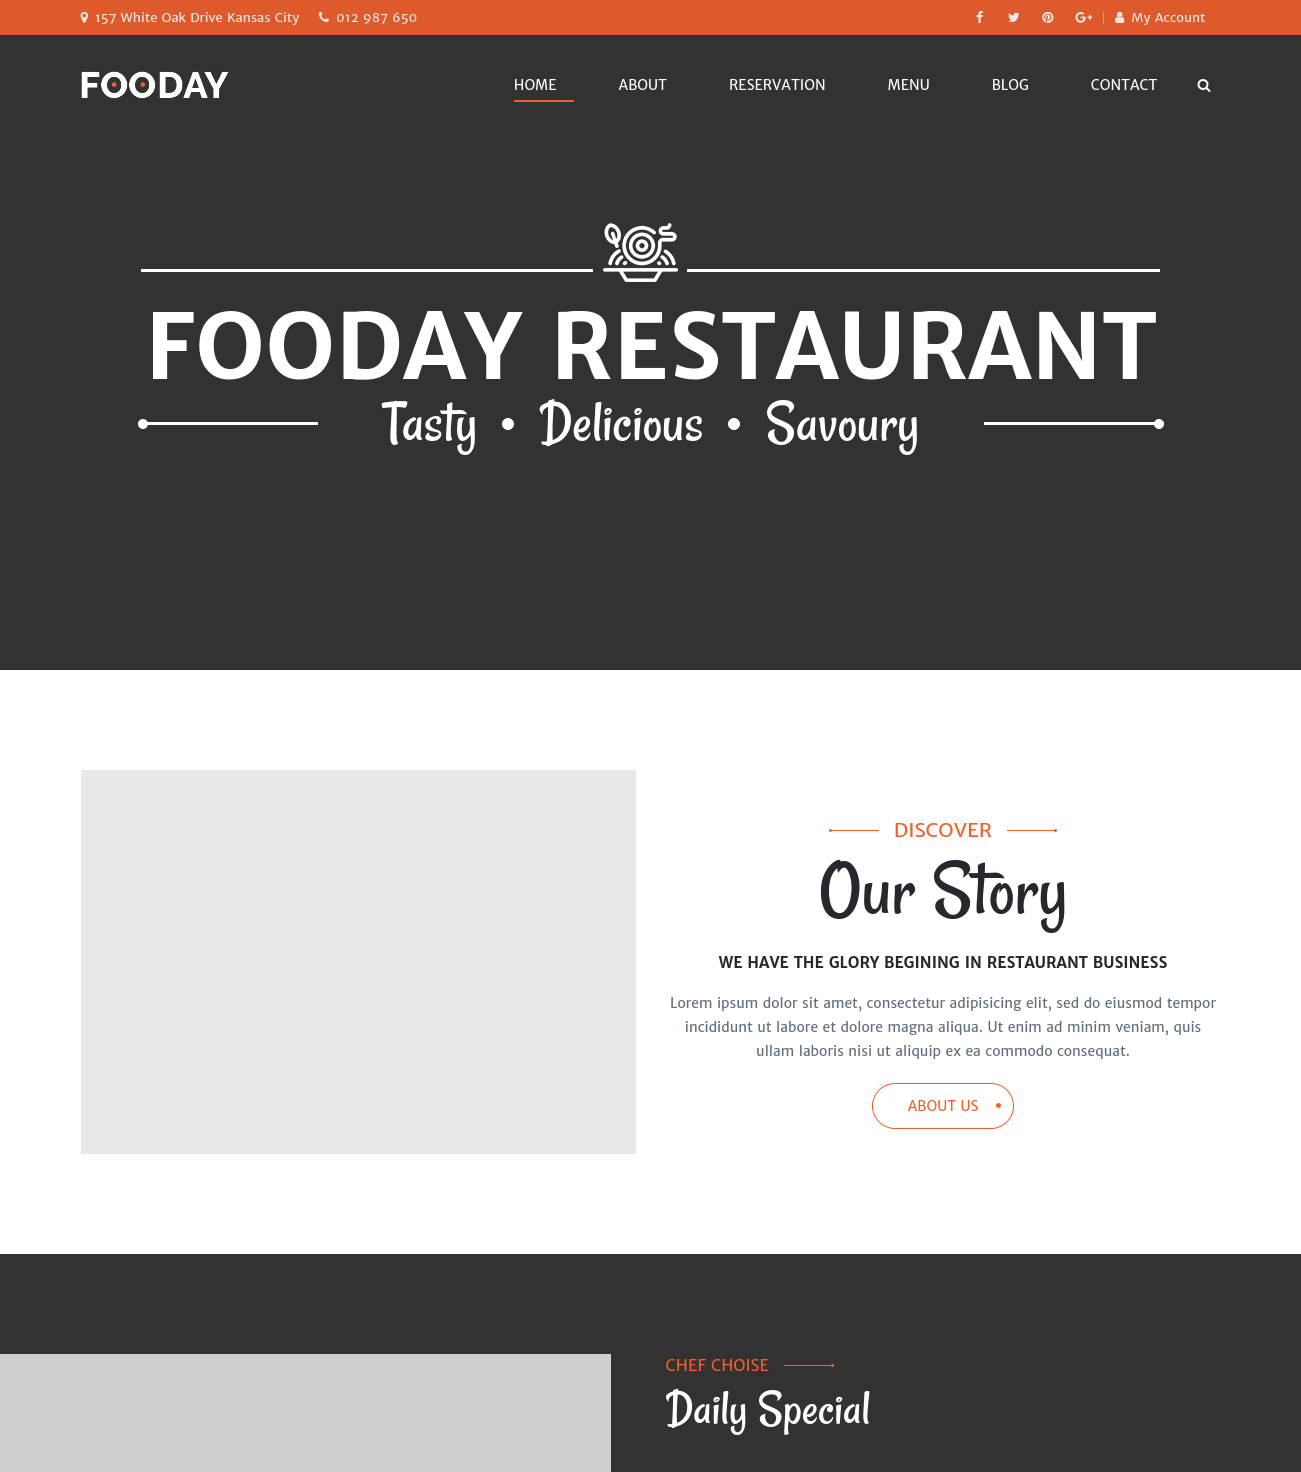 157 White Oak Drive Kansas City 012 987 650 My Account
FOODAY HOME ABOUT RESERVATION MENU BLOG CONTACT
FOODAY RESTAURANT
Tasty • Delicious • Savoury
DISCOVER
Our Story
WE HAVE THE GLORY BEGINING IN RESTAURANT BUSINESS
Lorem ipsum dolor sit amet, consectetur adipisicing elit, sed do eiusmod tempor
incididunt ut labore et dolore magna aliqua. Ut enim ad minim veniam, quis
ullam laboris nisi ut aliquip ex ea commodo consequat.
ABOUT US
CHEF CHOISE
Daily Special